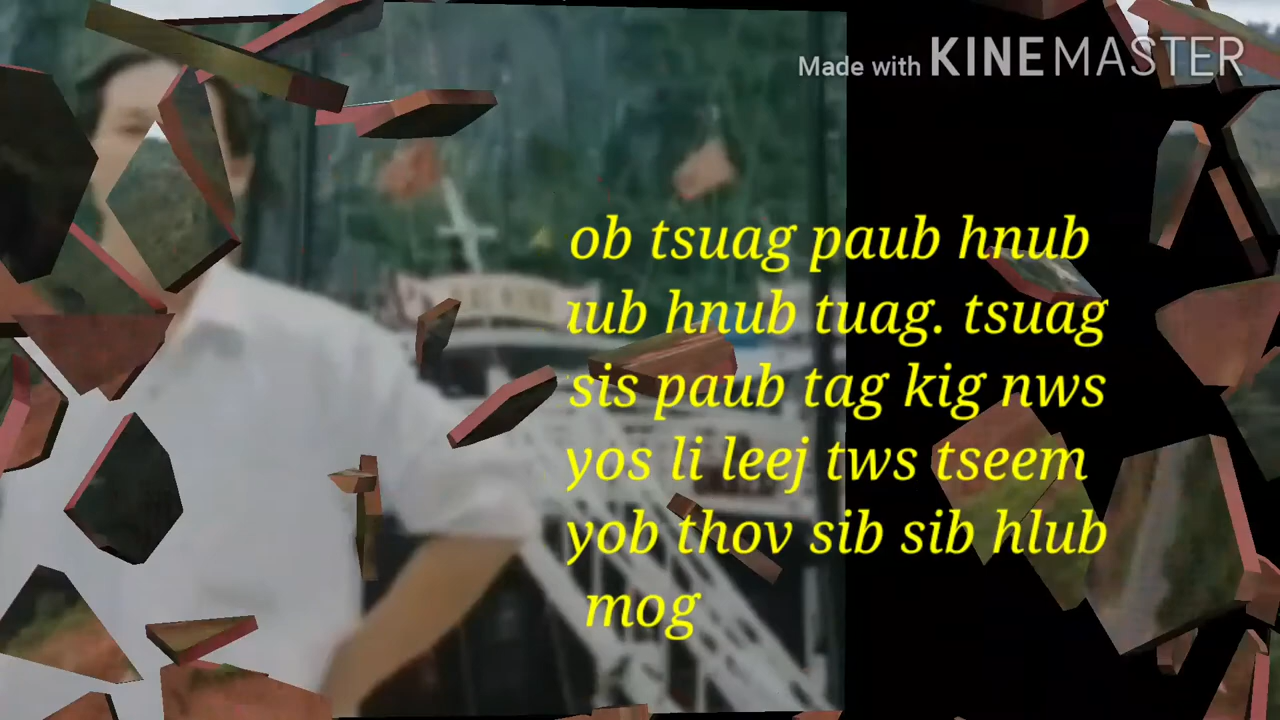 Made with KINEMASTER
ob tsuag paub hnub
hnub tuag. tsuag
sis paub tag kig nws
yos li leej tws tseem
yob thov sib sib hlub
mog